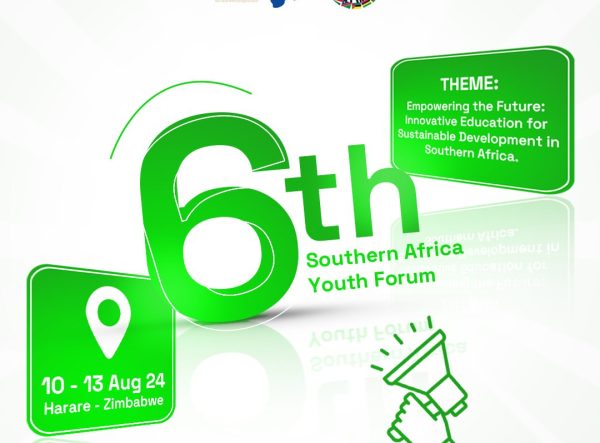 THEME:
Empowering the Future:
Innovative Education for
Sustainable Development in
Southern Africa.
6th
Southern Africa
Youth Forum
10 - 13 Aug 24
Harare - Zimbabwe